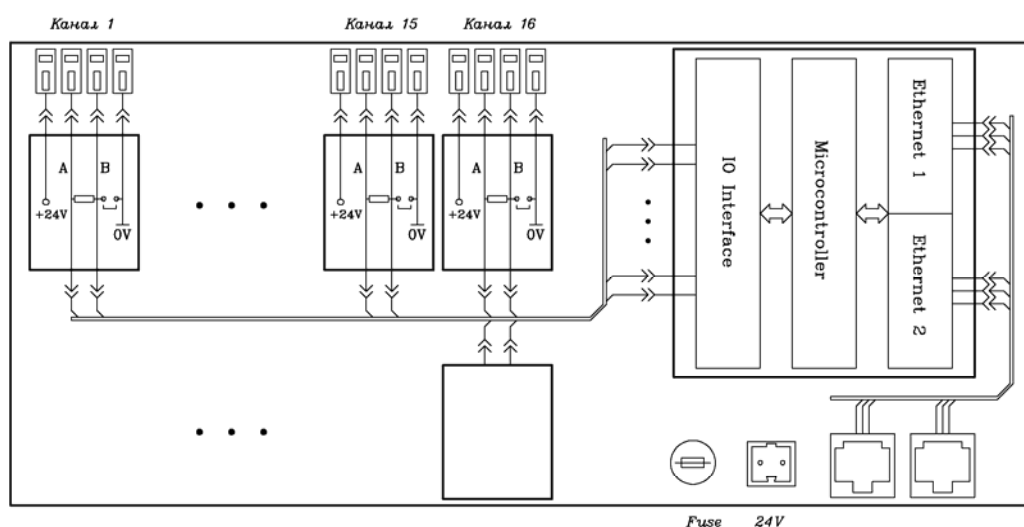 Канал 1
Канал 15
Канал 16
A
B
+24V
0V
A
B
+24V
0V
A
B
+24V
0V
IO Interface
Microcontroller
Ethernet 1
Ethernet 2
Fuse
24V